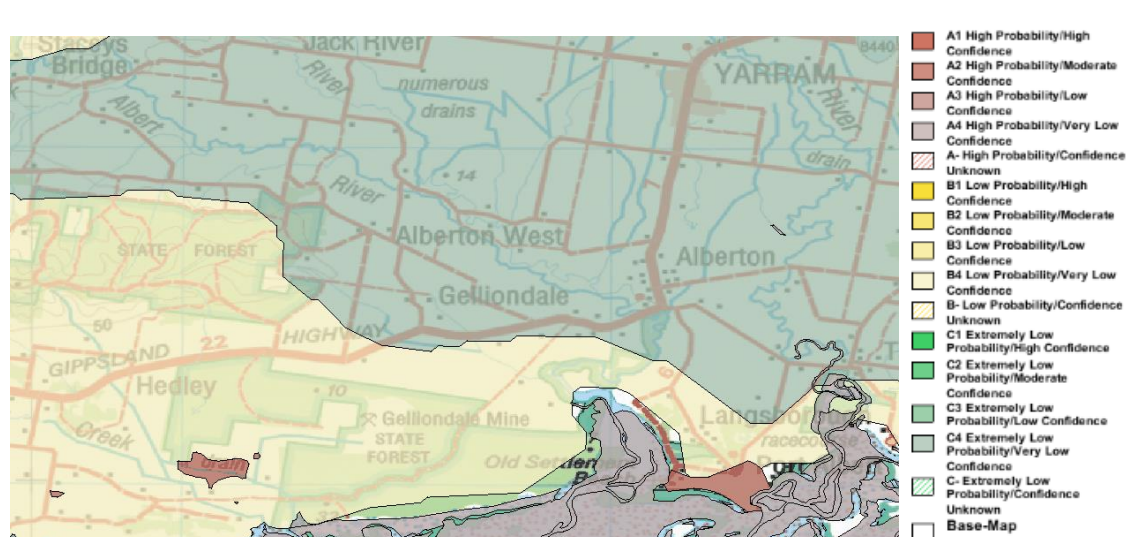 Staceys
Bridge
Jack River
River
numerous
drains
YARRAM
8440
River
Albert
drain
14
River
Alberton West
Alberton
STATE FOREST
Gelliondale
50
HIGHWAY
22
GIPPSLAND
Hedley
10
6
Gelliondale Mine
Langsbo
racecourse
Creek
STATE
FOREST
Old Settlem
Port
drain
A1 High Probability/High
Confidence
A2 High Probability/Moderate
Confidence
A3 High Probability/Low
Confidence
A4 High Probability/Very Low
Confidence
A- High Probability/Confidence
Unknown
B1 Low Probability/High
Confidence
B2 Low Probability/Moderate
Confidence
B3 Low Probability/Low
Confidence
B4 Low Probability/Very Low
Confidence
B- Low Probability/Confidence
Unknown
C1 Extremely Low
Probability/High Confidence
C2 Extremely Low
Probability/Moderate
Confidence
C3 Extremely Low
Probability/Low Confidence
C4 Extremely Low
Probability/Very Low
Confidence
C- Extremely Low
Probability/Confidence
Unknown
Base-Map